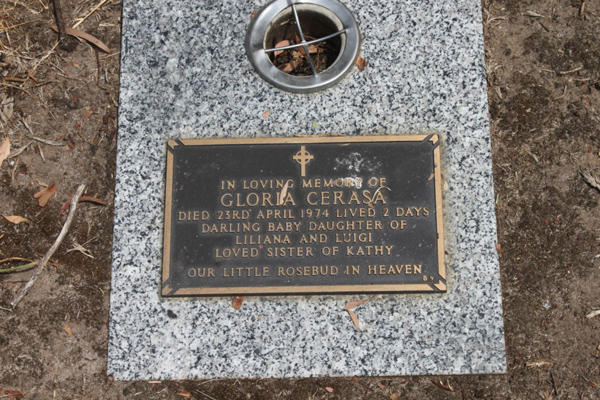 IN LOVING MEMORY OF
GLORIA CERASA
DIED 23RD APRIL 1974 LIVED 2 DAYS
DARLING BABY DAUGHTER OF
LILIANA AND LUIGI
LOVED SISTER OF KATHY
OUR LITTLE ROSEBUD IN HEAVEN